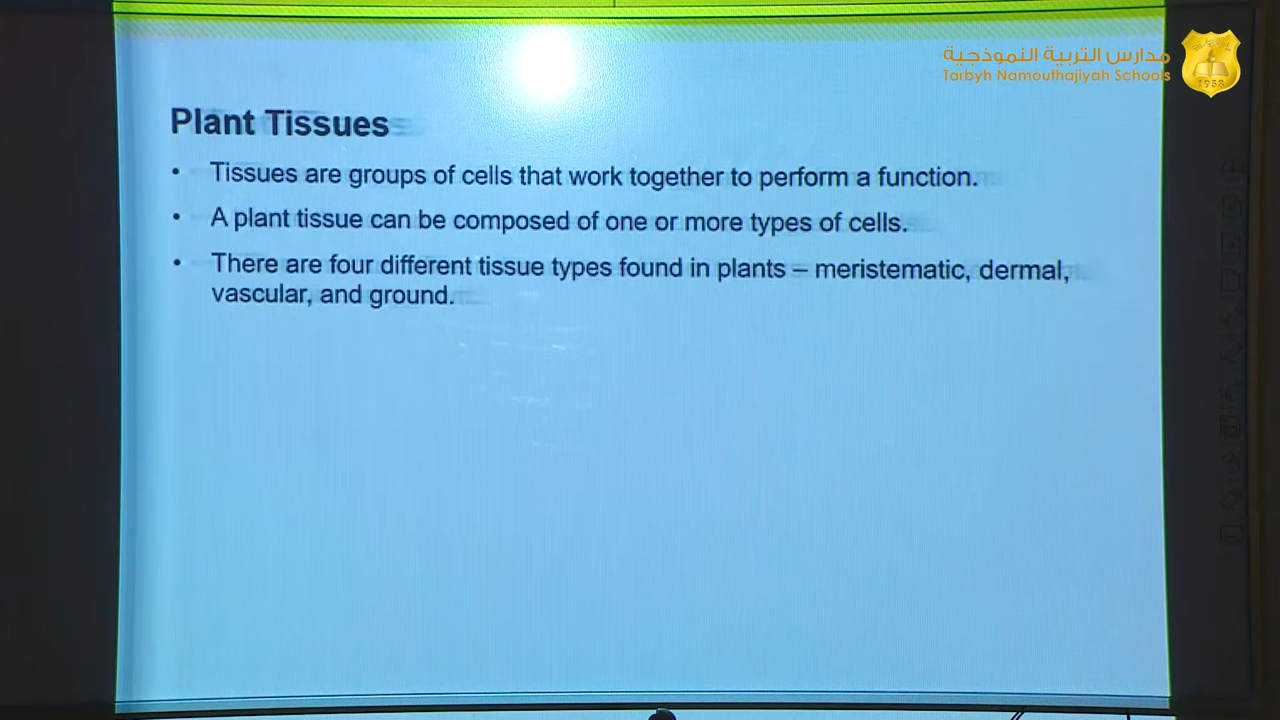 مدارس التربية النموذجية
Tarbyh Namouthajiyah Schools
1958
Plant Tissues
• Tissues are groups of cells that work together to perform a function.
• A plant tissue can be composed of one or more types of cells.
• There are four different tissue types found in plants – meristematic, dermal,
vascular, and ground.